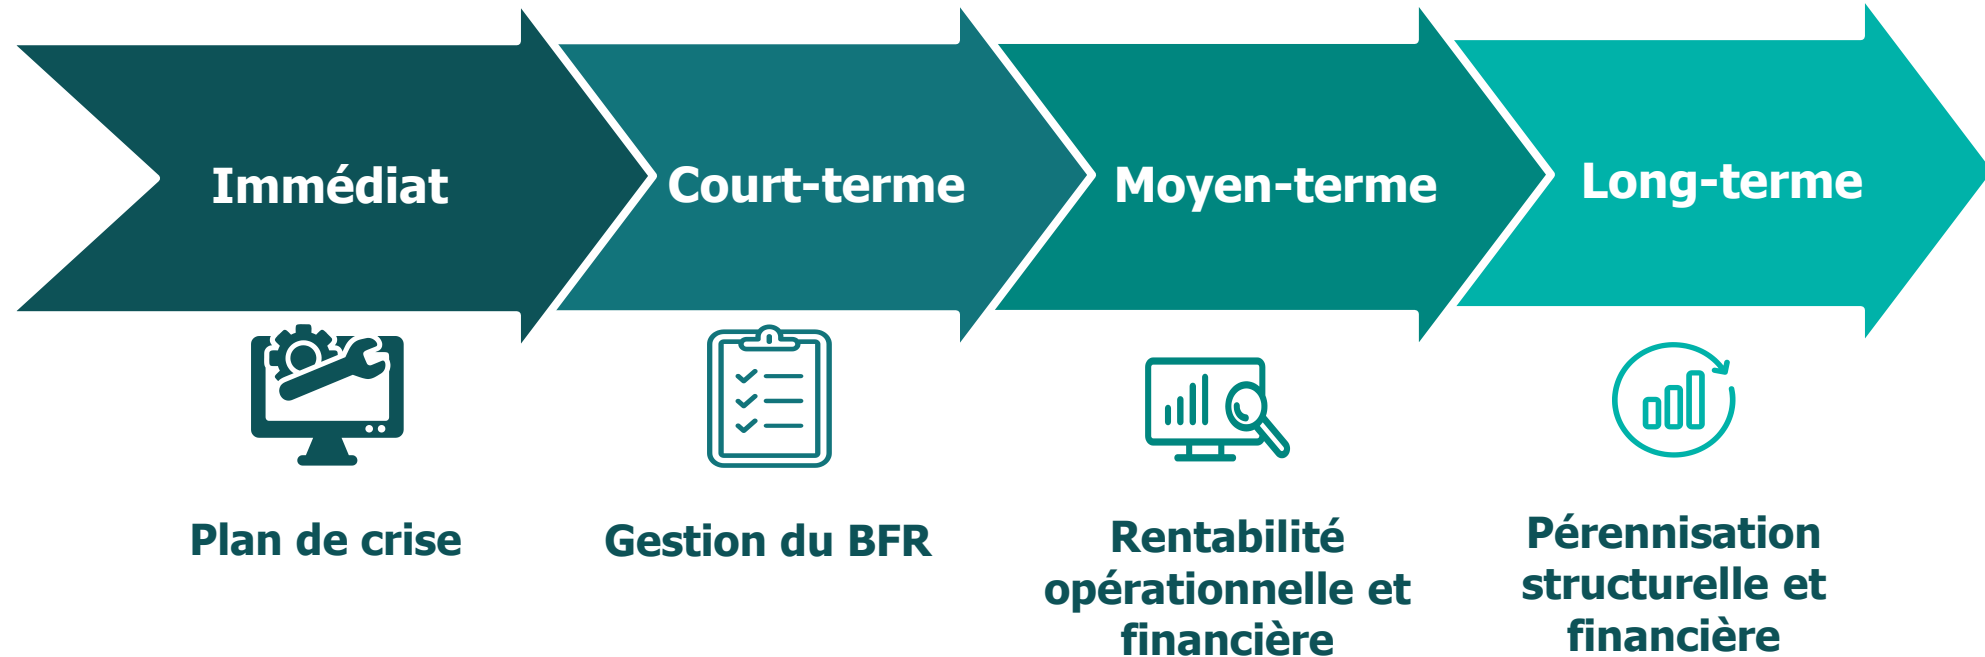 Immédiat
Court-terme
Moyen-terme
Long-terme
Plan de crise
Gestion du BFR
Rentabilité
opérationnelle et
financière
Pérennisation
structurelle et
financière